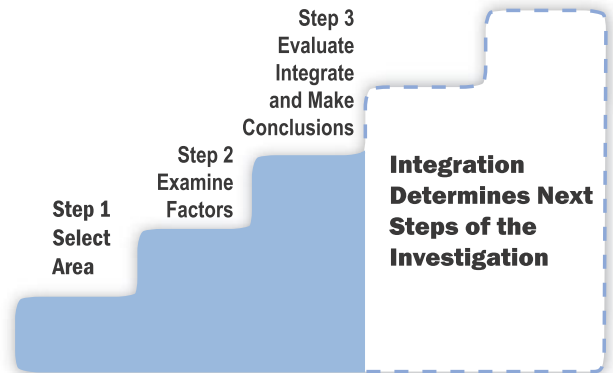 Step 1
Select
Area
Step 2
Examine
Factors
Step 3
Evaluate
Integrate
and Make
Conclusions
Integration
Determines Next
Steps of the
Investigation